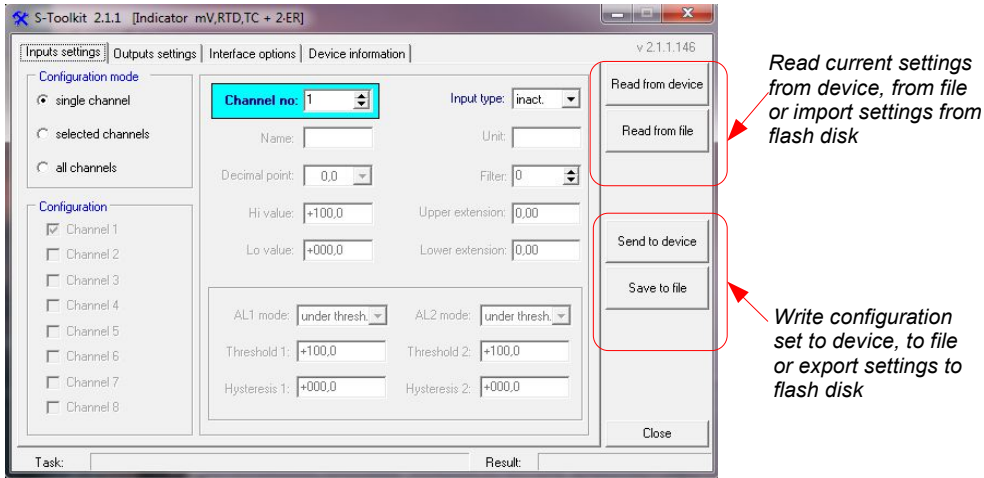 S-Toolkit 2.1.1 [Indicator mV,RTD,TC + 2-ER]
Inputs settings Outputs settings Interface options Device information
v 2.1.1.146
Configuration mode
single channel
selected channels
all channels
Configuration
Channel 1
Channel 2
Channel 3
Channel 4
Channel 5
Channel 6
Channel 7
Channel 8
Channel no: 1 Input type: inact.
Name: Unit:
Decimal point: 0,0 Filter: 0
Hi value: +100,0 Upper extension: 0,00
Lo value: +000,0 Lower extension: 0,00
AL1 mode: under thresh. AL2 mode: under thresh.
Threshold 1: +100,0 Threshold 2: +100,0
Hysteresis 1: +000,0 Hysteresis 2: +000,0
Read from device
Read from file
Send to device
Save to file
Close
Task: Result:
Read current settings
from device, from file
or import settings from
flash disk
Write configuration
set to device, to file
or export settings to
flash disk